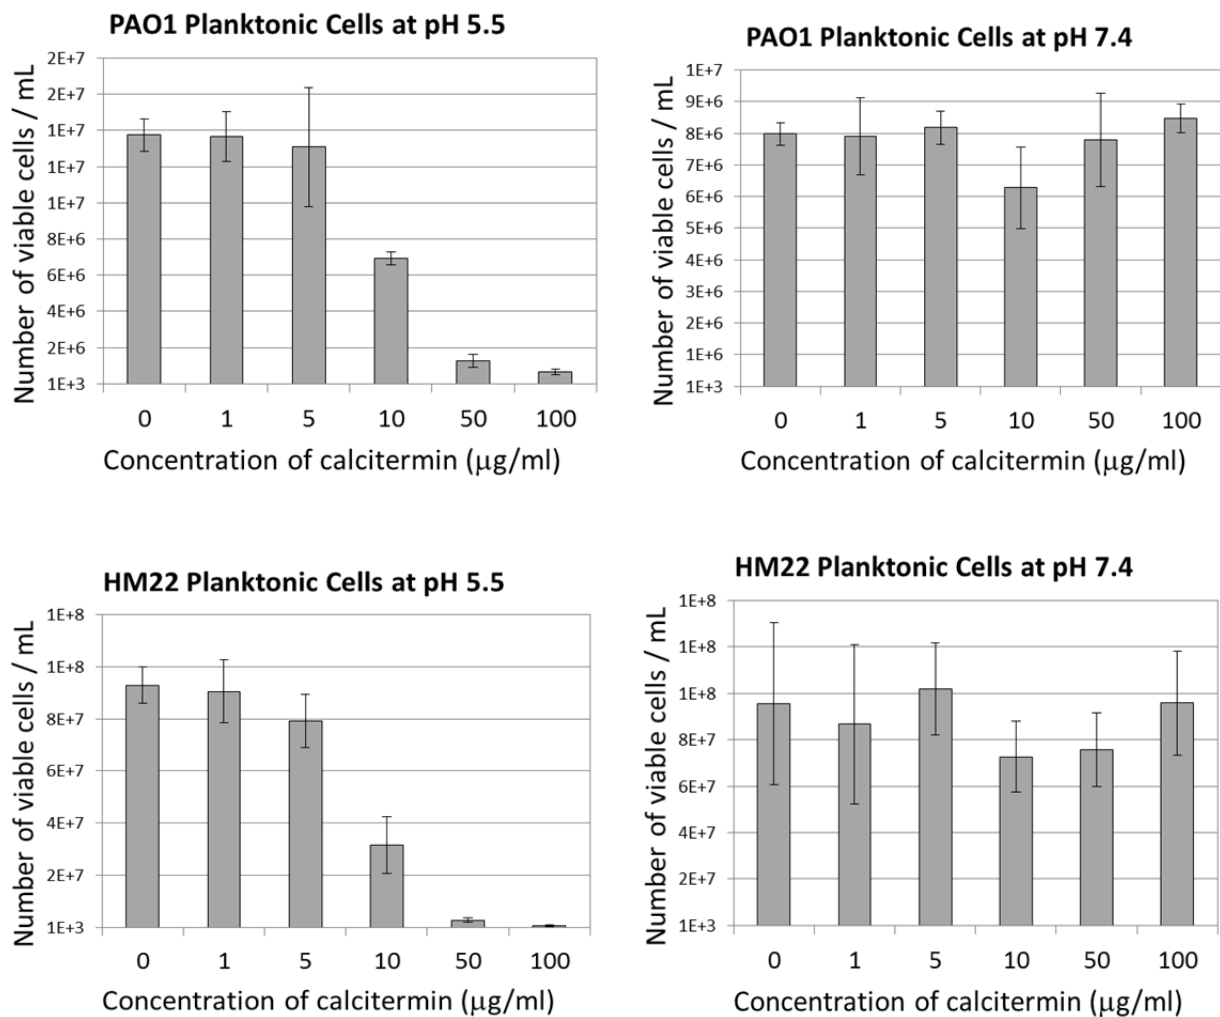 PAO1 Planktonic Cells at pH 5.5
Number of viable cells / mL
2E+7
2E+7
1E+7
1E+7
1E+7
8E+6
6E+6
4E+6
2E+6
1E+3
0 1 5 10 50 100
Concentration of calcitermin (μg/ml)
PAO1 Planktonic Cells at pH 7.4
Number of viable cells / mL
1E+7
9E+6
8E+6
7E+6
6E+6
5E+6
4E+6
3E+6
2E+6
1E+6
1E+3
0 1 5 10 50 100
Concentration of calcitermin (μg/ml)
HM22 Planktonic Cells at pH 5.5
Number of viable cells / mL
1E+8
1E+8
8E+7
6E+7
4E+7
2E+7
1E+3
0 1 5 10 50 100
Concentration of calcitermin (μg/ml)
HM22 Planktonic Cells at pH 7.4
Number of viable cells / mL
1E+8
1E+8
1E+8
8E+7
6E+7
4E+7
2E+7
1E+3
0 1 5 10 50 100
Concentration of calcitermin (μg/ml)